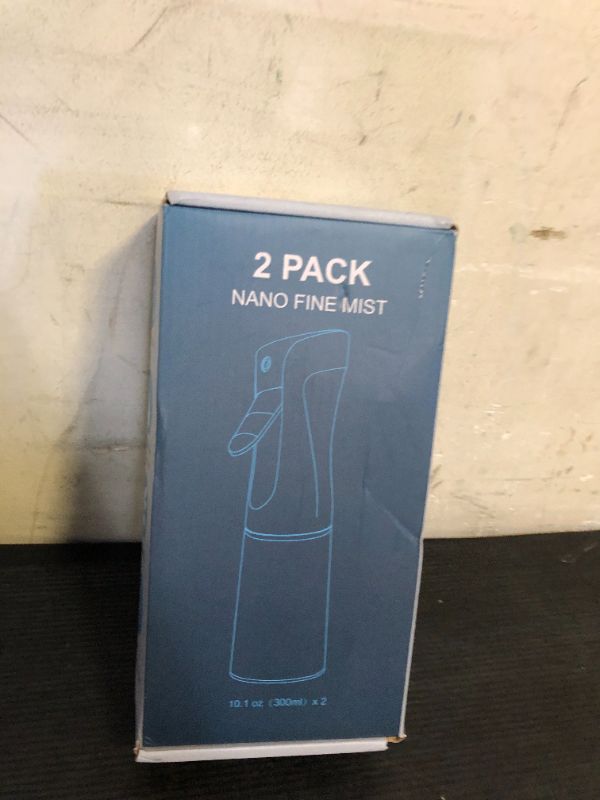 2 PACK
NANO FINE MIST
10.1 oz (300ml) x 2